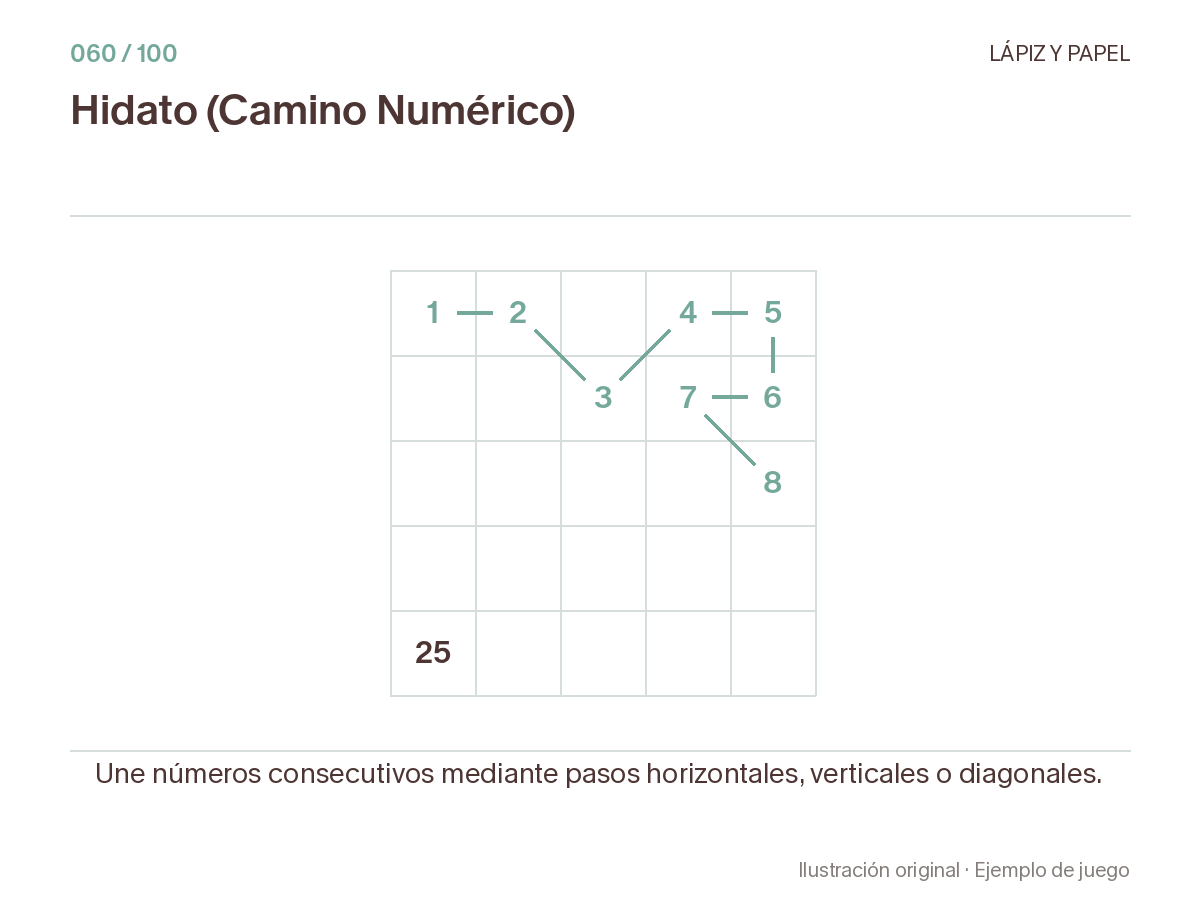 060 / 100
LÁPIZ Y PAPEL
Hidato (Camino Numérico)
1 2 4 5
3 7 6
8
25
Une números consecutivos mediante pasos horizontales, verticales o diagonales.
Ilustración original · Ejemplo de juego